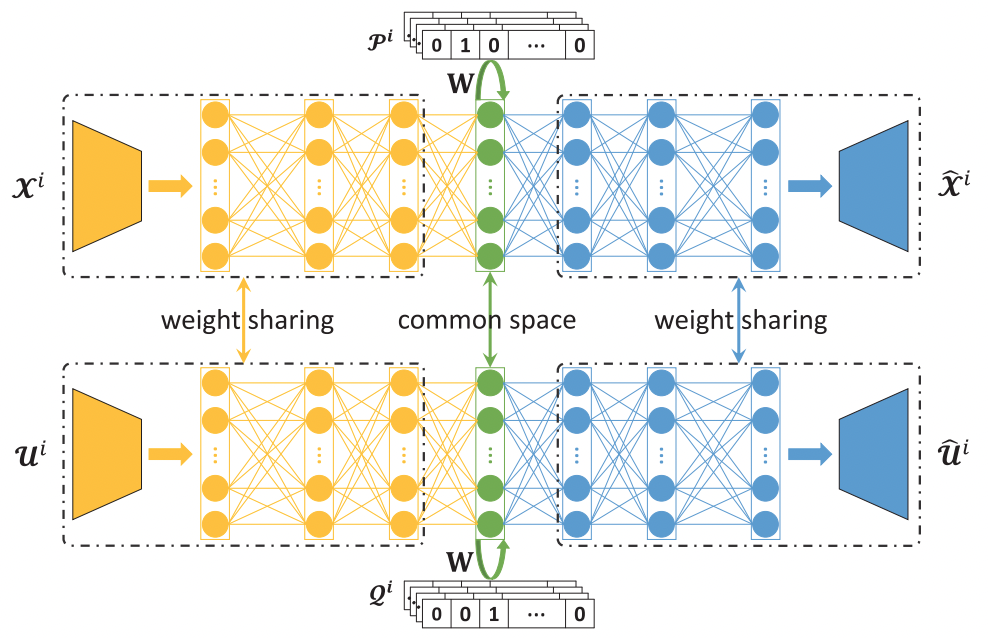 𝒫ⁱ
0 1 0 ··· 0
W
𝒳ⁱ
𝒳̂ⁱ
weight sharing
common space
weight sharing
𝒰ⁱ
𝒰̂ⁱ
W
𝒬ⁱ
0 0 1 ··· 0